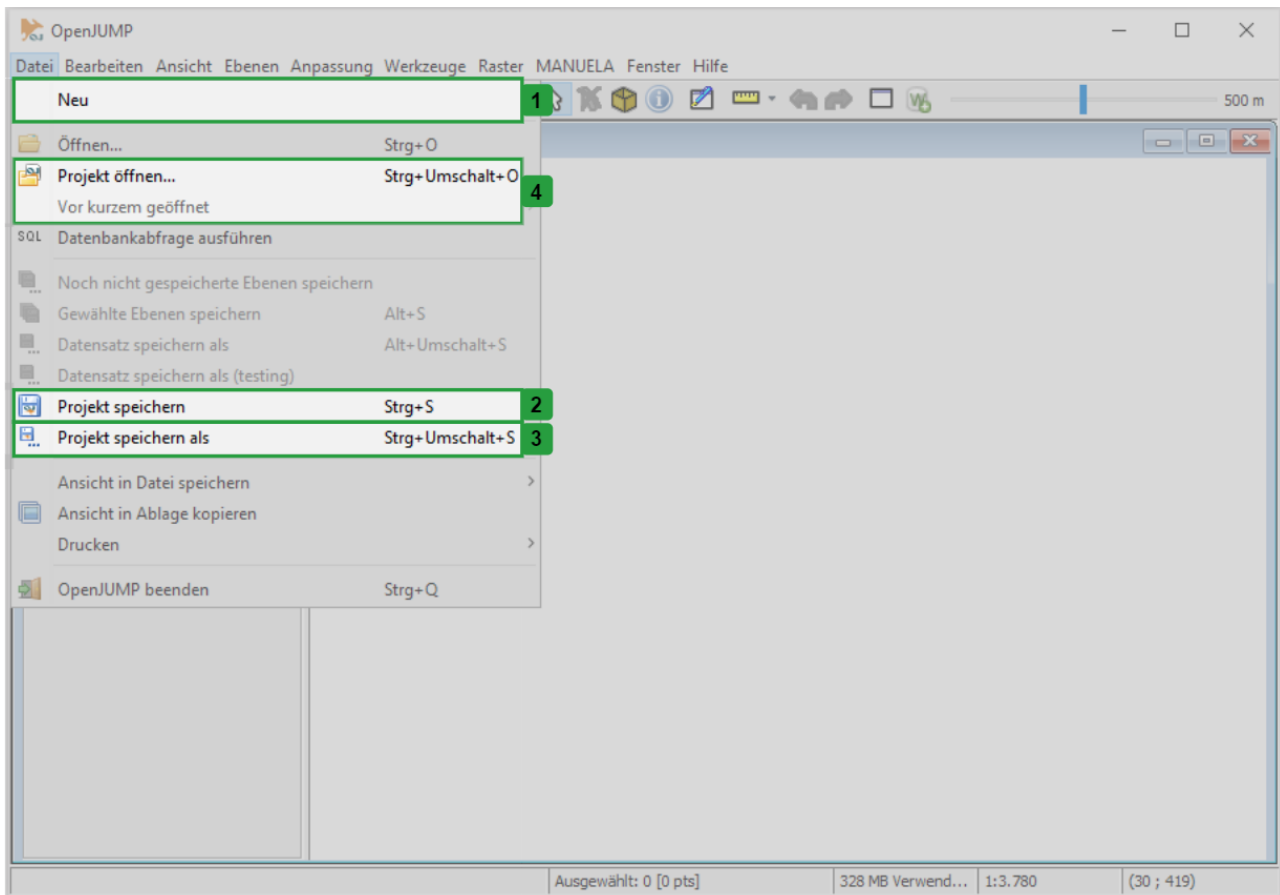 OpenJUMP
Datei Bearbeiten Ansicht Ebenen Anpassung Werkzeuge Raster MANUELA Fenster Hilfe
Neu 1
500 m
Öffnen... Strg+O
Projekt öffnen... Strg+Umschalt+O
4
Vor kurzem geöffnet
SQL Datenbankabfrage ausführen
Noch nicht gespeicherte Ebenen speichern
Gewählte Ebenen speichern Alt+S
Datensatz speichern als Alt+Umschalt+S
Datensatz speichern als (testing)
Projekt speichern Strg+S 2
Projekt speichern als Strg+Umschalt+S 3
Ansicht in Datei speichern
Ansicht in Ablage kopieren
Drucken
OpenJUMP beenden Strg+Q
Ausgewählt: 0 [0 pts] 328 MB Verwend... 1:3.780 (30 ; 419)